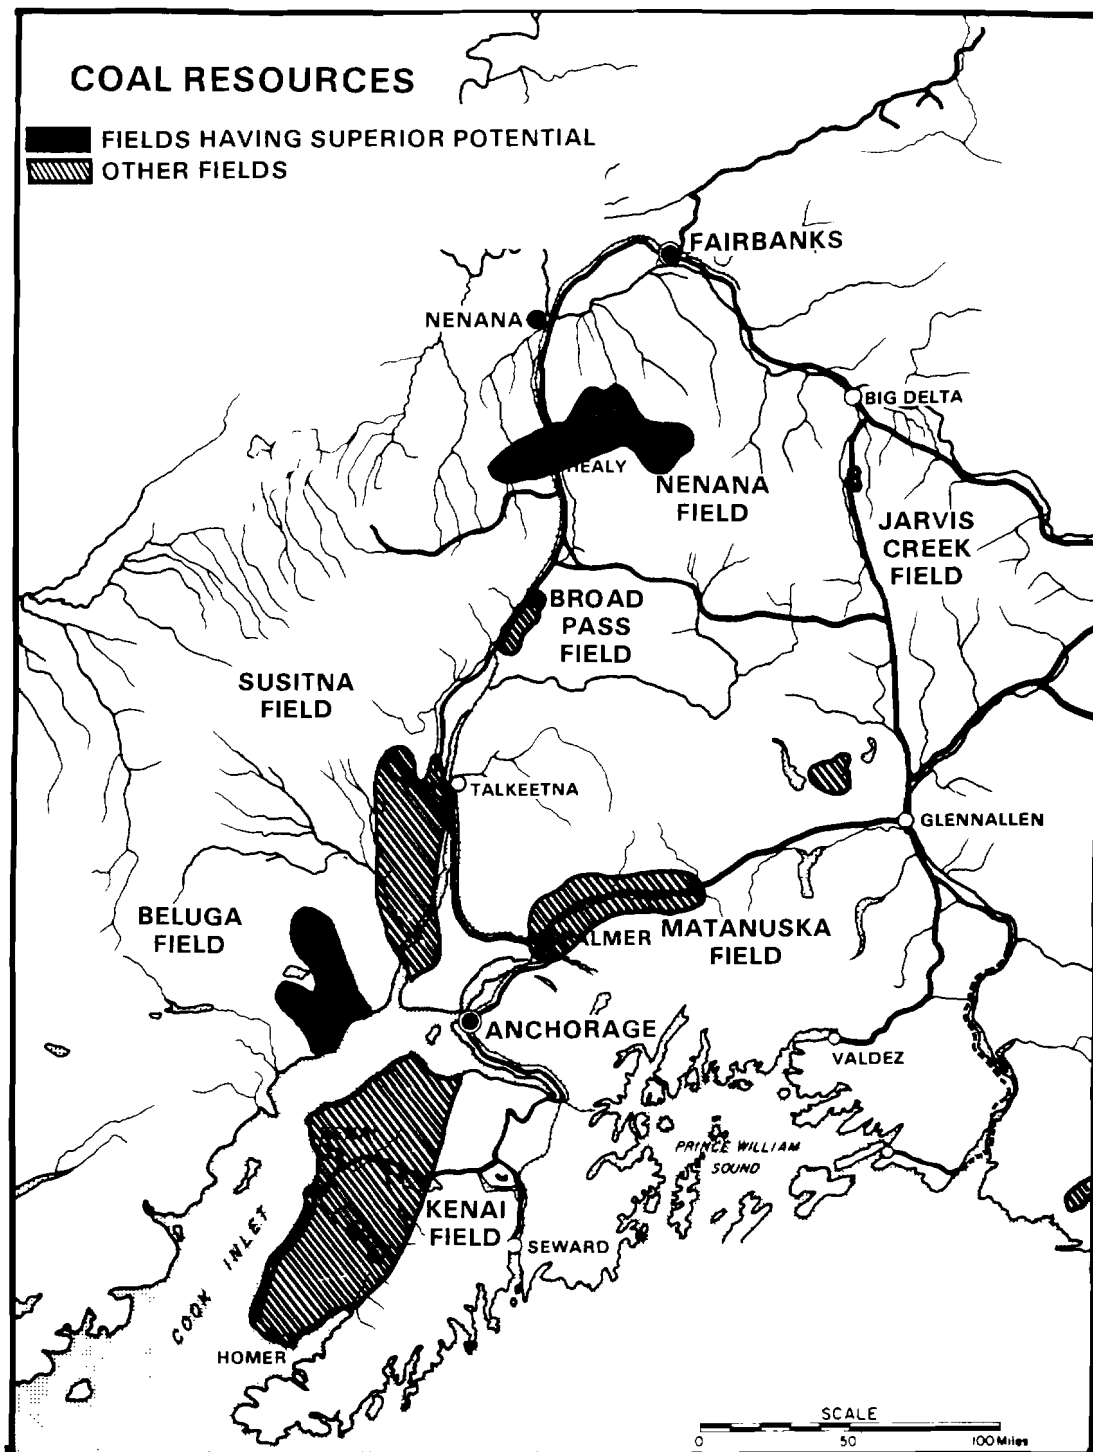 COAL RESOURCES
FIELDS HAVING SUPERIOR POTENTIAL
OTHER FIELDS
FAIRBANKS
NENANA
BIG DELTA
HEALY
NENANA
FIELD
JARVIS
CREEK
FIELD
BROAD
PASS
FIELD
SUSITNA
FIELD
TALKEETNA
GLENNALLEN
BELUGA
FIELD
MATANUSKA
FIELD
ALMER
ANCHORAGE
VALDEZ
PRINCE WILLIAM
SOUND
KENAI
FIELD
SEWARD
COOK INLET
HOMER
SCALE
0 50 100 Miles